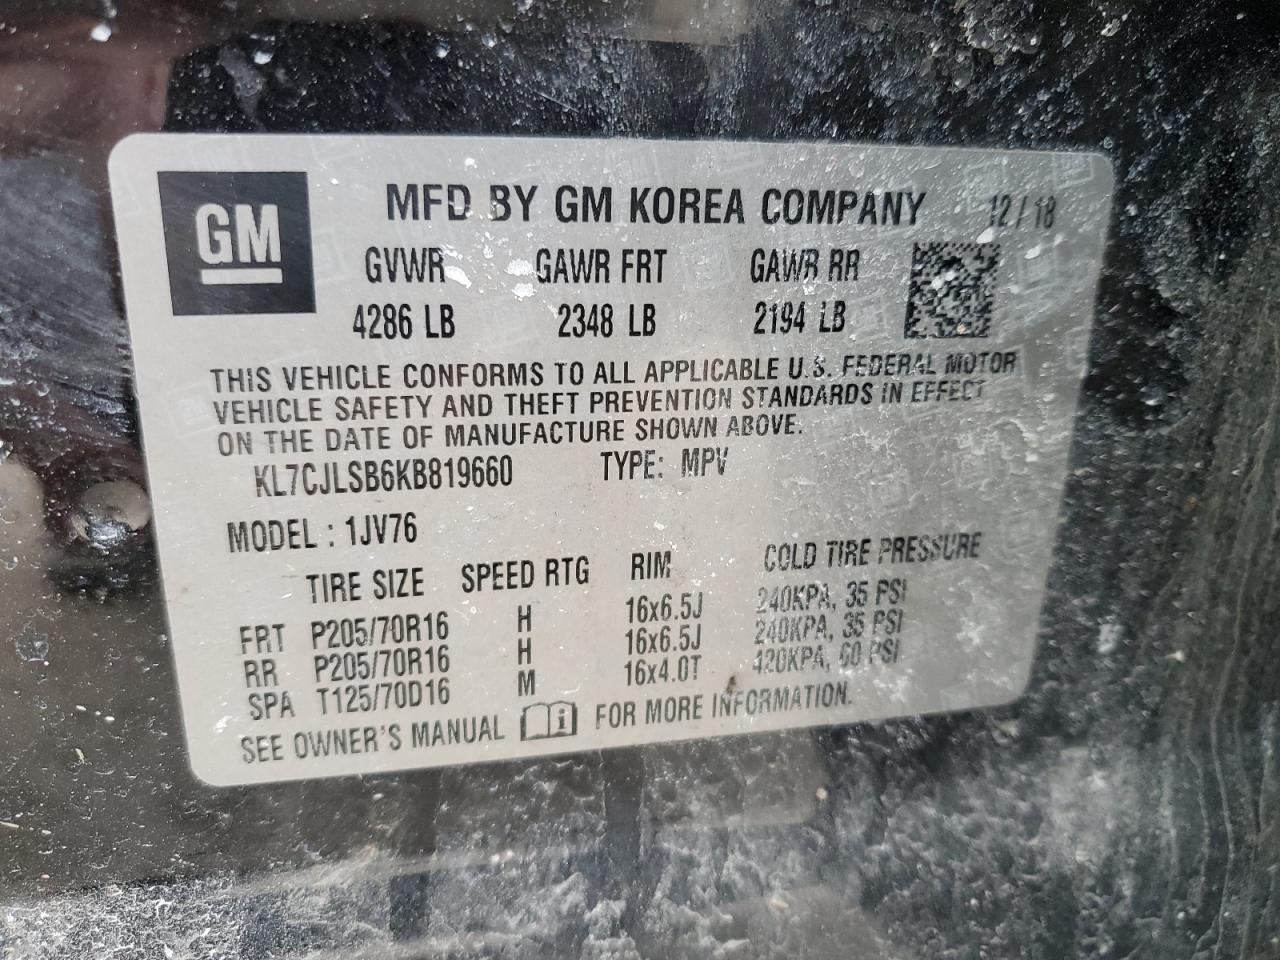 GM
MFD BY GM KOREA COMPANY 12/18
GVWR GAWR FRT GAWR RR
4286 LB 2348 LB 2194 LB
THIS VEHICLE CONFORMS TO ALL APPLICABLE U.S. FEDERAL MOTOR
VEHICLE SAFETY AND THEFT PREVENTION STANDARDS IN EFFECT
ON THE DATE OF MANUFACTURE SHOWN ABOVE.
KL7CJLSB6KB819660 TYPE: MPV
MODEL : 1JV76
TIRE SIZE SPEED RTG RIM COLD TIRE PRESSURE
FRT P205/70R16 H 16x6.5J 240KPA, 35 PSI
RR P205/70R16 H 16x6.5J 240KPA, 35 PSI
SPA T125/70D16 M 16x4.0T 420KPA, 60 PSI
SEE OWNER'S MANUAL i FOR MORE INFORMATION.